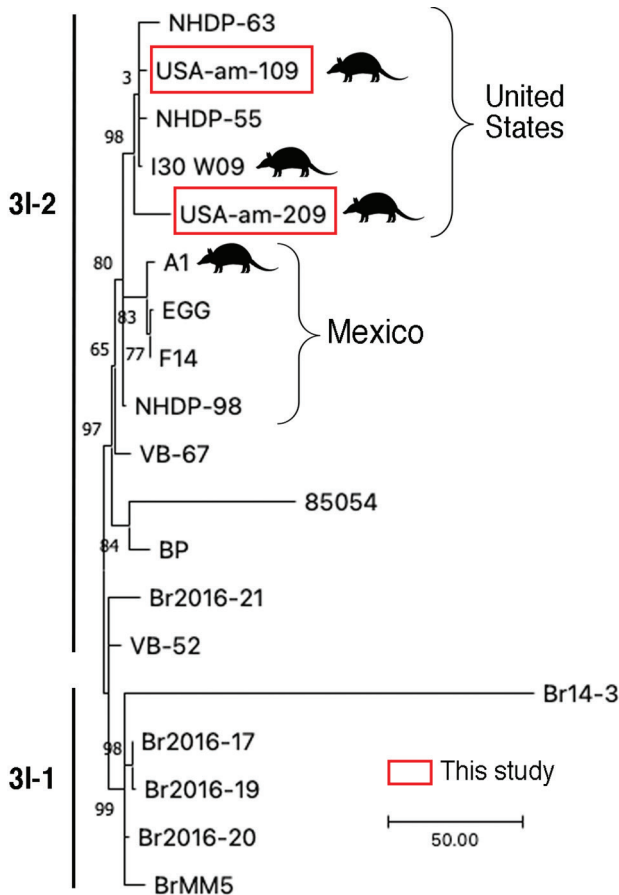 NHDP-63
3
USA-am-109
98
NHDP-55
United
States
I30 W09
3I-2
USA-am-209
80
A1
83
EGG
Mexico
65
77
F14
NHDP-98
97
VB-67
85054
84
BP
Br2016-21
VB-52
Br14-3
98
Br2016-17
3I-1
This study
Br2016-19
99
Br2016-20
50.00
BrMM5